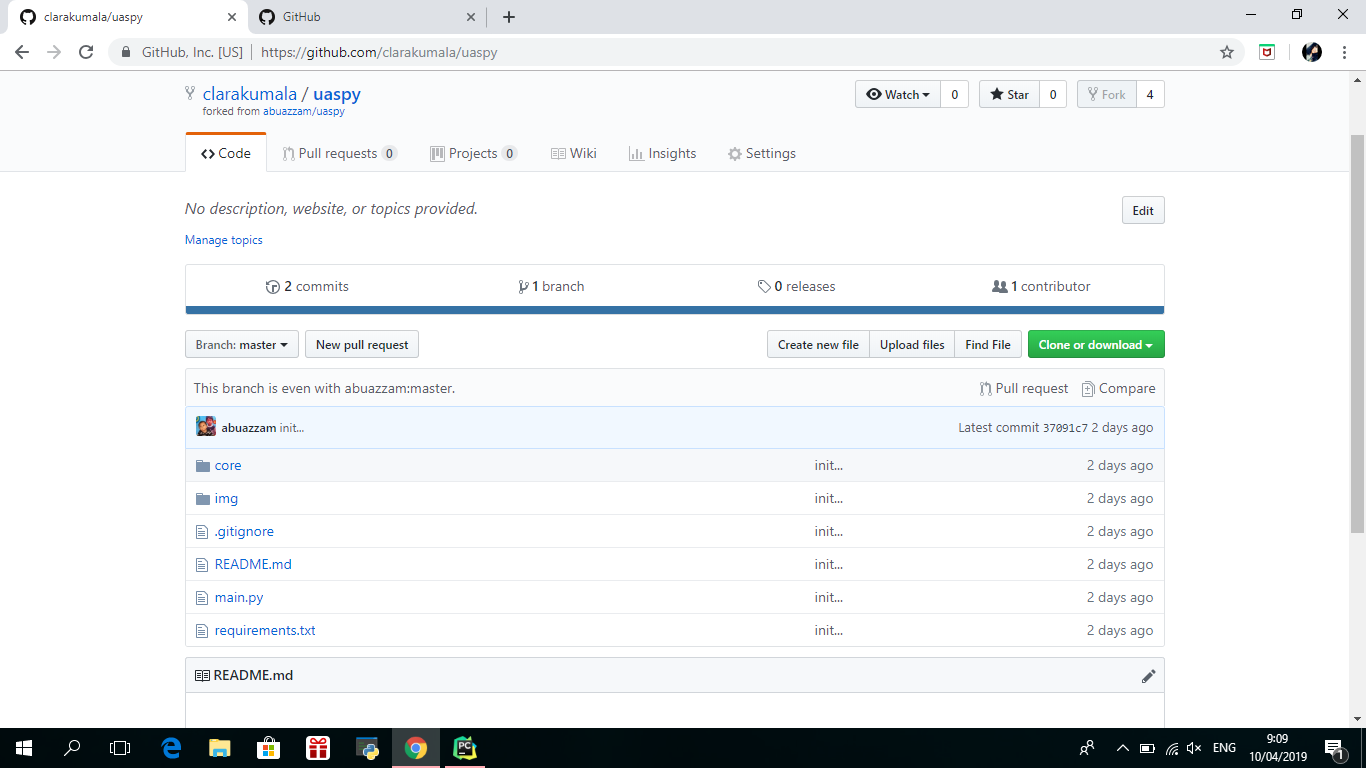 clarakumala/uaspy
GitHub
GitHub, Inc. [US] https://github.com/clarakumala/uaspy
clarakumala / uaspy
forked from abuazzam/uaspy
Watch 0 Star 0 Fork 4
Code Pull requests 0 Projects 0 Wiki Insights Settings
No description, website, or topics provided.
Edit
Manage topics
2 commits 1 branch 0 releases 1 contributor
Branch: master New pull request Create new file Upload files Find File Clone or download
This branch is even with abuazzam:master. Pull request Compare
abuazzam init... Latest commit 37091c7 2 days ago
core init... 2 days ago
img init... 2 days ago
.gitignore init... 2 days ago
README.md init... 2 days ago
main.py init... 2 days ago
requirements.txt init... 2 days ago
README.md
PC
ENG
9:09
10/04/2019
1